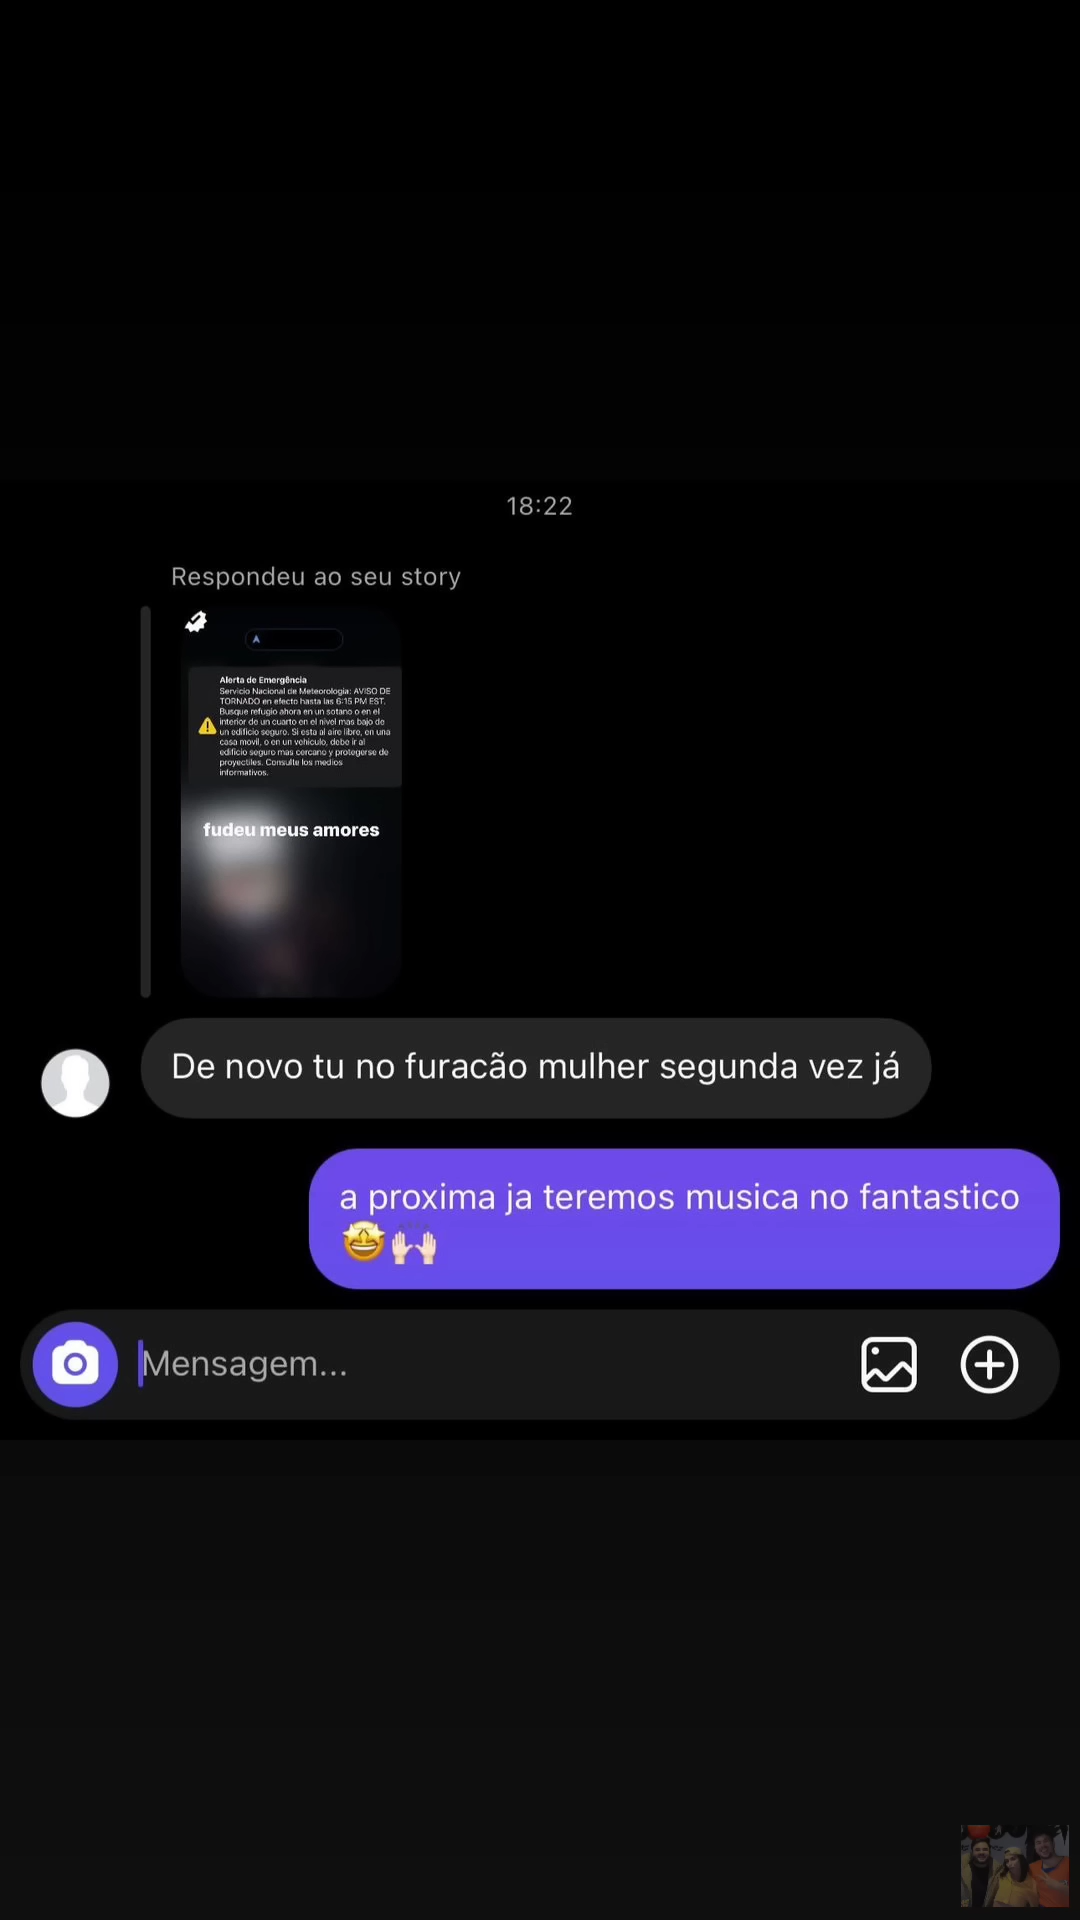 18:22
Respondeu ao seu story
Alerta de Emergência
Servicio Nacional de Meteorologia: AVISO DE
TORNADO en efecto hasta las 6:15 PM EST.
Busque refugio ahora en un sotano o en el
interior de un cuarto en el nivel mas bajo de
un edificio seguro. Si esta al aire libre, en una
casa movil, o en un vehiculo, debe ir al
edificio seguro mas cercano y protegerse de
proyectiles. Consulte los medios
informativos.
fudeu meus amores
De novo tu no furacão mulher segunda vez já
a proxima ja teremos musica no fantastico
🤩🙌🏻
Mensagem...